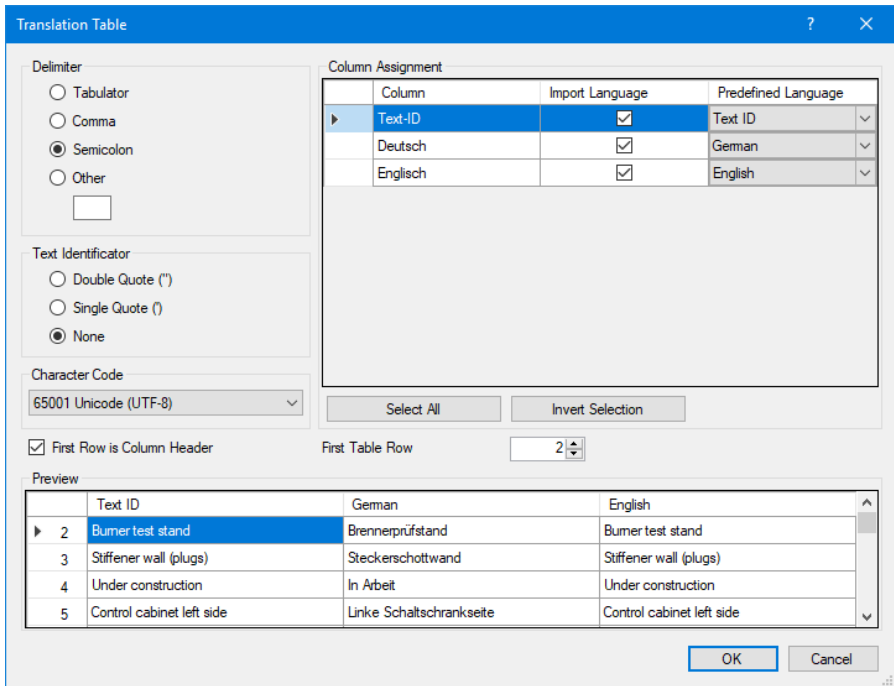 Translation Table
Delimiter
Tabulator
Comma
Semicolon
Other
Text Identificator
Double Quote (")
Single Quote (')
None
Character Code
65001 Unicode (UTF-8)
Column Assignment
Column Import Language Predefined Language
Text-ID Text ID
Deutsch German
Englisch English
Select All Invert Selection
First Row is Column Header First Table Row 2
Preview
Text ID German English
2 Burner test stand Brennerprüfstand Burner test stand
3 Stiffener wall (plugs) Steckerschottwand Stiffener wall (plugs)
4 Under construction In Arbeit Under construction
5 Control cabinet left side Linke Schaltschrankseite Control cabinet left side
OK Cancel